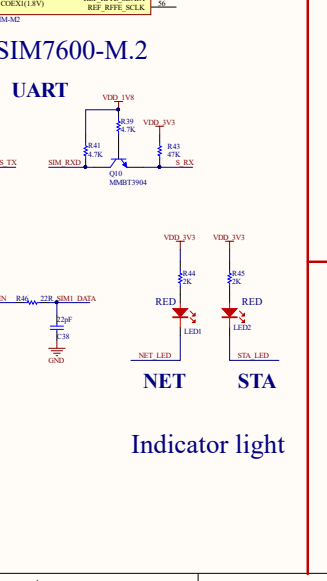 COEX1(1.8V)
REF_RFFE_SCLK 56
SIM7600-M.2
UART
VDD_1V8
R39
4.7K
VDD_3V3
R41
4.7K
R43
47K
S_TX
SIM_RXD
S_RX
Q10
MMBT3904
VDD_3V3
VDD_3V3
R44
2K
R45
2K
R46
22R
SIM1_DATA
RED
RED
22pF
LED1
LED2
C38
GND
NET_LED
STA_LED
NET
STA
Indicator light